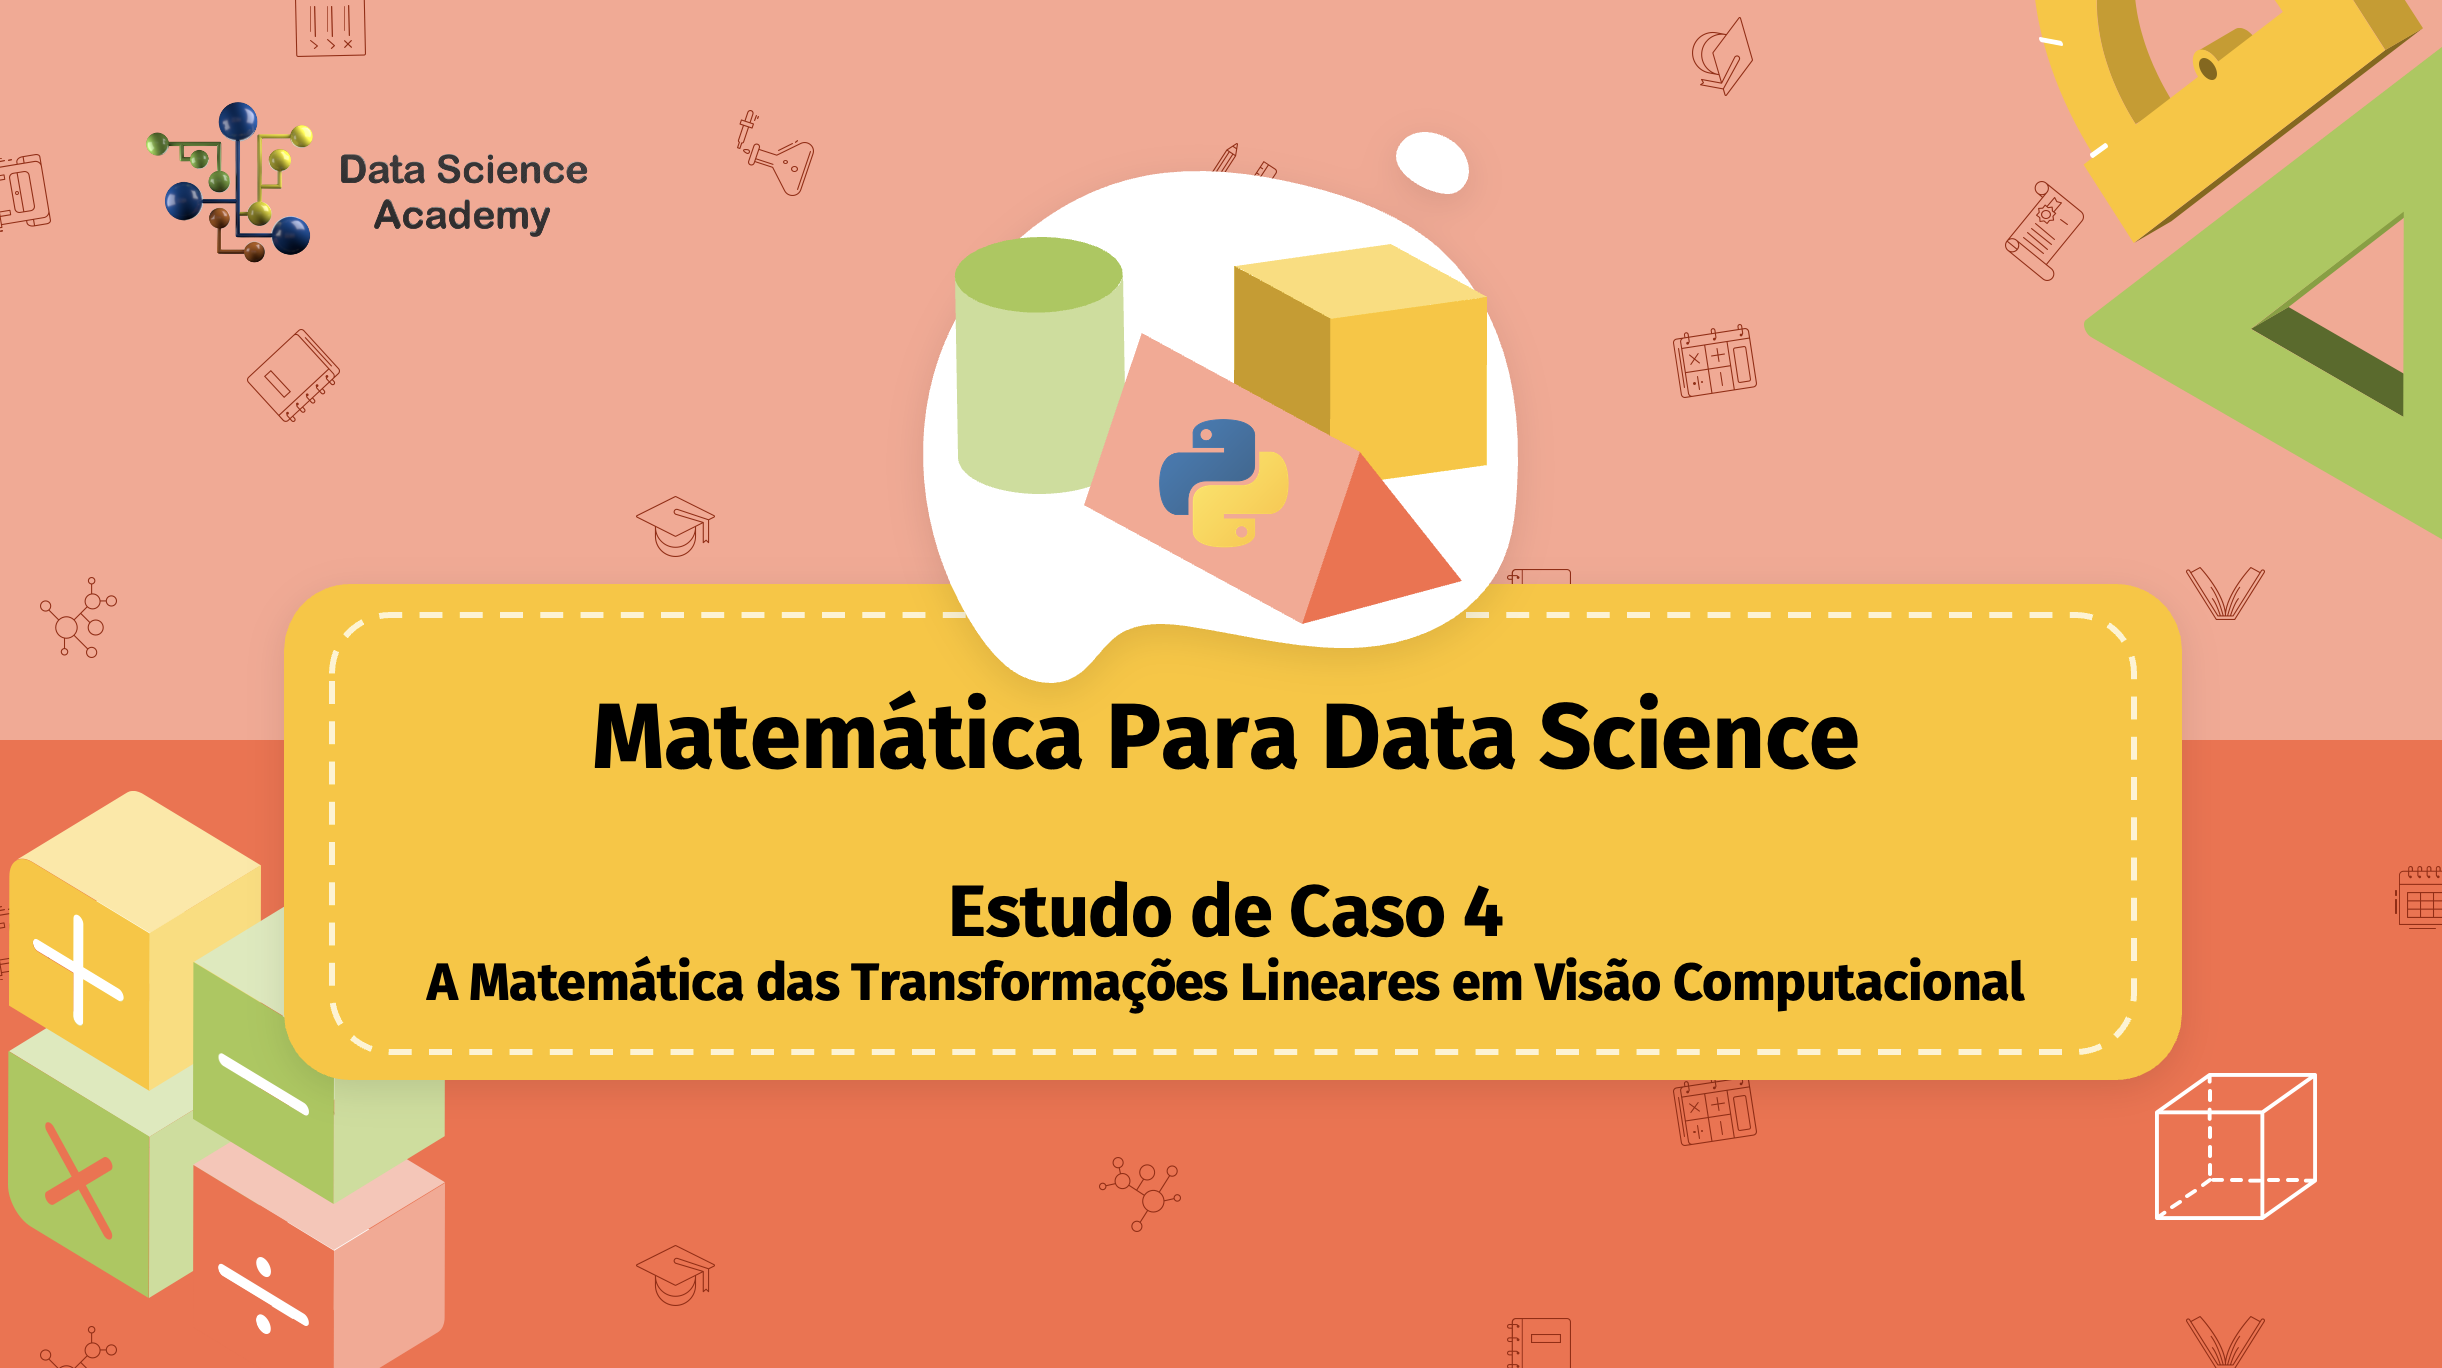 Data Science
Academy
Matemática Para Data Science
Estudo de Caso 4
A Matemática das Transformações Lineares em Visão Computacional